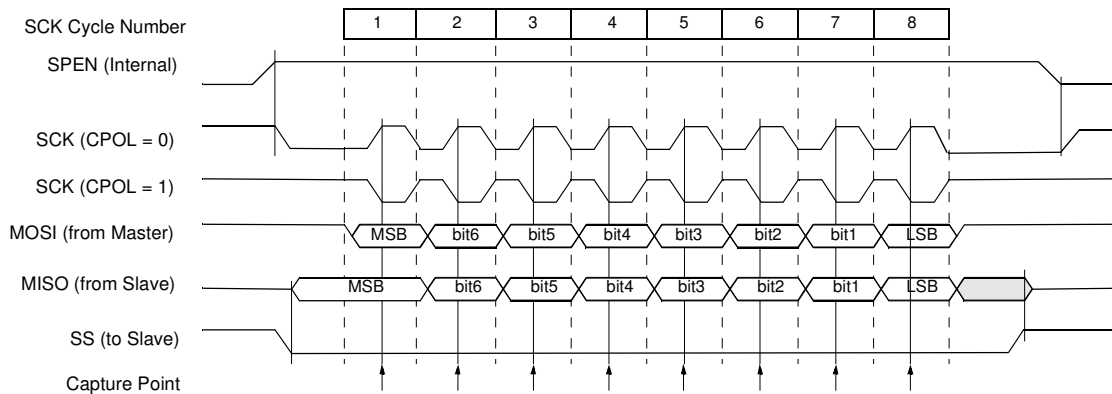 SCK Cycle Number 1 2 3 4 5 6 7 8
SPEN (Internal)
SCK (CPOL = 0)
SCK (CPOL = 1)
MOSI (from Master) MSB bit6 bit5 bit4 bit3 bit2 bit1 LSB
MISO (from Slave) MSB bit6 bit5 bit4 bit3 bit2 bit1 LSB
SS (to Slave)
Capture Point